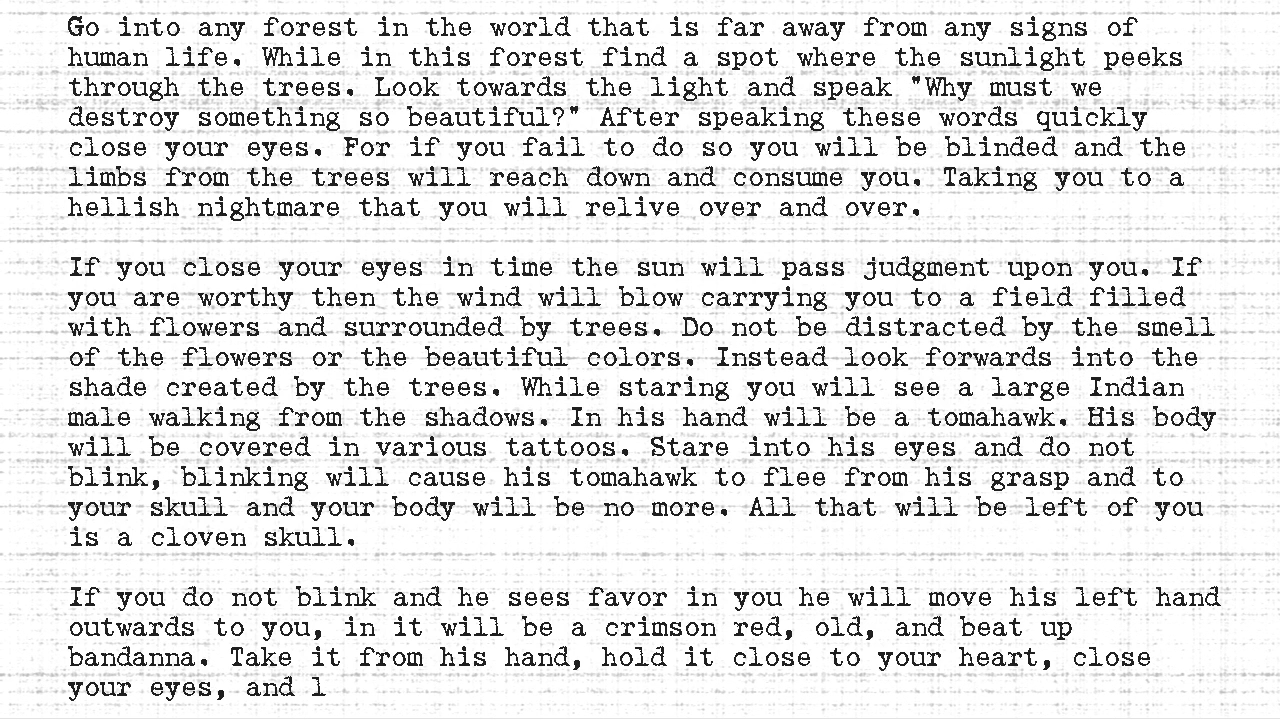 Go into any forest in the world that is far away from any signs of
human life. While in this forest find a spot where the sunlight peeks
through the trees. Look towards the light and speak "Why must we
destroy something so beautiful?" After speaking these words quickly
close your eyes. For if you fail to do so you will be blinded and the
limbs from the trees will reach down and consume you. Taking you to a
hellish nightmare that you will relive over and over.
If you close your eyes in time the sun will pass judgment upon you. If
you are worthy then the wind will blow carrying you to a field filled
with flowers and surrounded by trees. Do not be distracted by the smell
of the flowers or the beautiful colors. Instead look forwards into the
shade created by the trees. While staring you will see a large Indian
male walking from the shadows. In his hand will be a tomahawk. His body
will be covered in various tattoos. Stare into his eyes and do not
blink, blinking will cause his tomahawk to flee from his grasp and to
your skull and your body will be no more. All that will be left of you
is a cloven skull.
If you do not blink and he sees favor in you he will move his left hand
outwards to you, in it will be a crimson red, old, and beat up
bandanna. Take it from his hand, hold it close to your heart, close
your eyes, and l